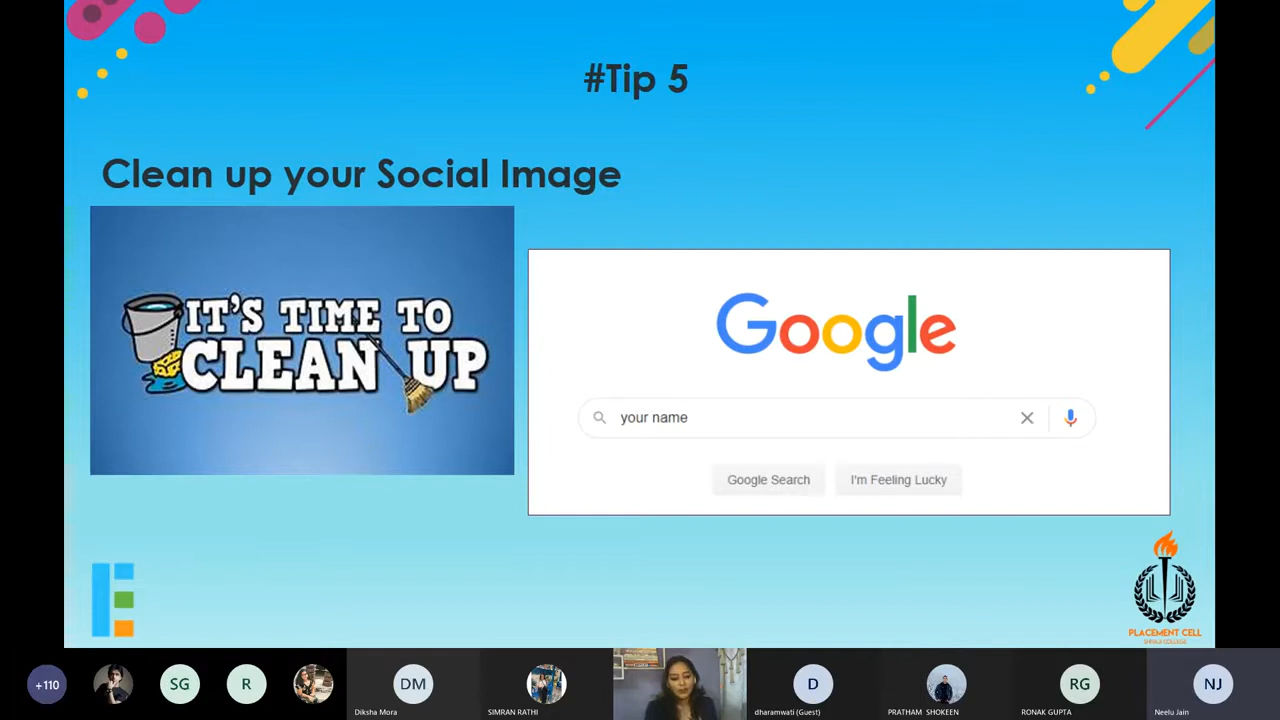 #Tip 5
Clean up your Social Image
IT'S TIME TO
CLEAN UP
Google
your name
Google Search
I'm Feeling Lucky
PLACEMENT CELL
SHIVAJI COLLEGE
+110
SG
R
DM
Diksha Mora
SIMRAN RATHI
D
dharamwati (Guest)
PRATHAM SHOKEEN
RG
RONAK GUPTA
NJ
Neelu Jain